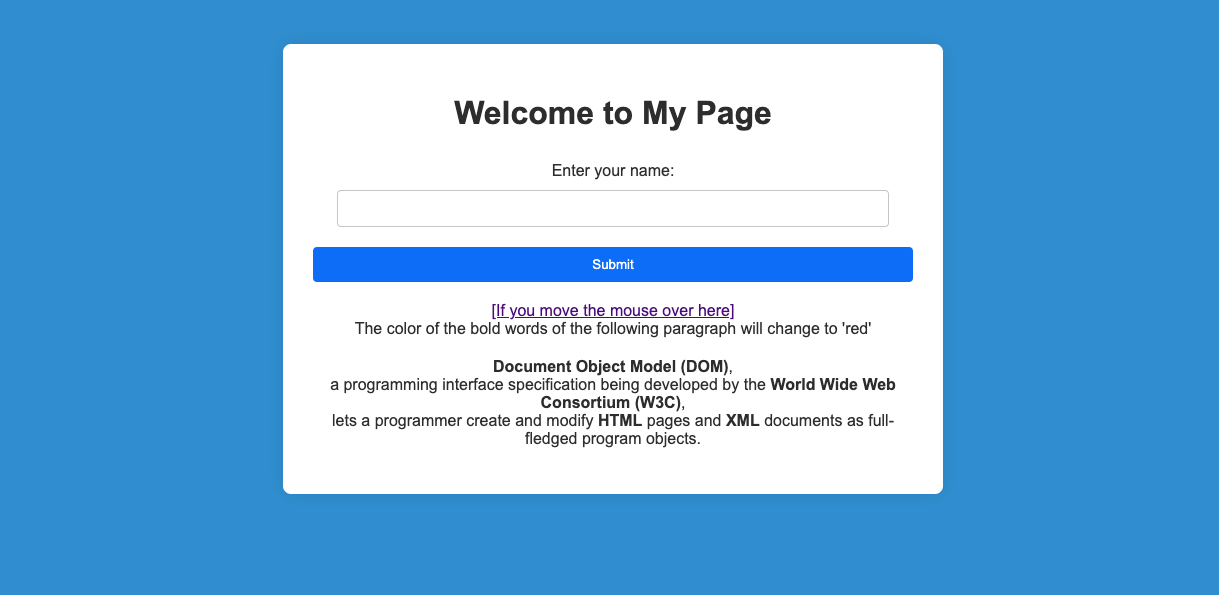 Welcome to My Page
Enter your name:
Submit
[If you move the mouse over here]
The color of the bold words of the following paragraph will change to 'red'
Document Object Model (DOM),
a programming interface specification being developed by the World Wide Web
Consortium (W3C),
lets a programmer create and modify HTML pages and XML documents as full-
fledged program objects.